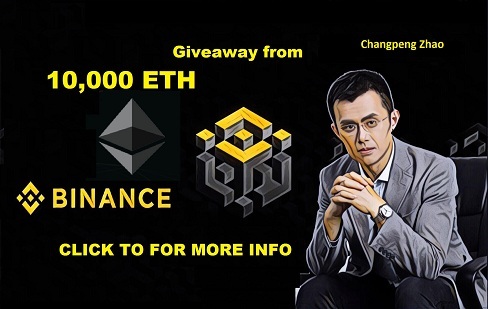 Giveaway from
Changpeng Zhao
10,000 ETH
BINANCE
CLICK TO FOR MORE INFO